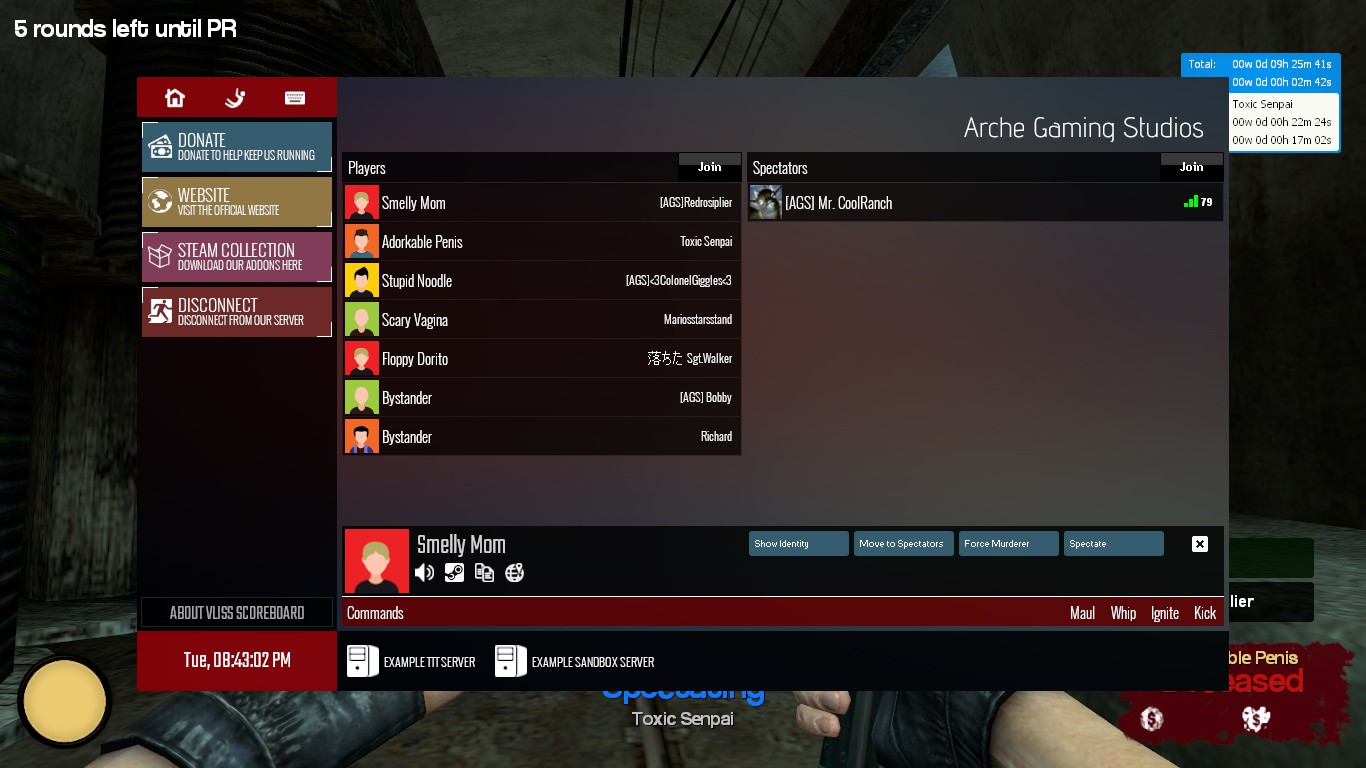 5 rounds left until PR
Total: 00w 0d 09h 25m 41s
00w 0d 00h 02m 42s
Toxic Senpai
00w 0d 00h 22m 24s
00w 0d 00h 17m 02s
Arche Gaming Studios
DONATE
DONATE TO HELP KEEP US RUNNING
WEBSITE
VISIT THE OFFICIAL WEBSITE
STEAM COLLECTION
DOWNLOAD OUR ADDONS HERE
DISCONNECT
DISCONNECT FROM OUR SERVER
Players Join
Smelly Mom [AGS]Redrosiplier
Adorkable Penis Toxic Senpai
Stupid Noodle [AGS]<3ColonelGiggles<3
Scary Vagina Mariosstarsstand
Floppy Dorito 落ちた Sgt.Walker
Bystander [AGS] Bobby
Bystander Richard
Spectators Join
[AGS] Mr. CoolRanch 79
Smelly Mom
Show Identity Move to Spectators Force Murderer Spectate
Commands Maul Whip Ignite Kick
ABOUT VLISS SCOREBOARD
Tue, 08:43:02 PM
EXAMPLE TTT SERVER EXAMPLE SANDBOX SERVER
lier
ble Penis
eased
Spectating
Toxic Senpai